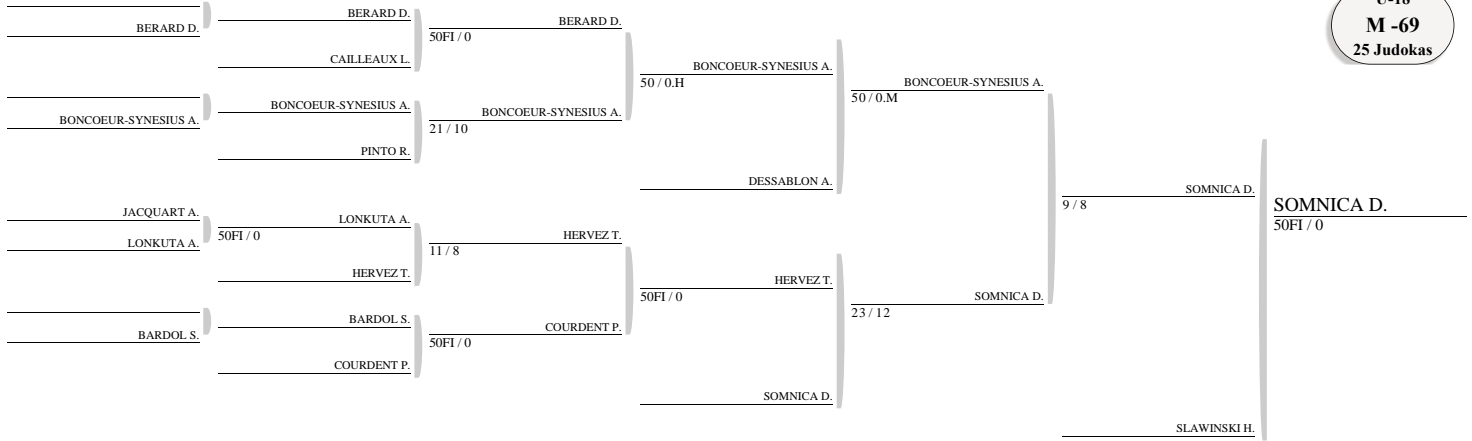 U-18
M -69
25 Judokas
BERARD D.
BERARD D.
50FI / 0
BERARD D.
CAILLEAUX L.
BONCOEUR-SYNESIUS A.
50 / 0.H
BONCOEUR-SYNESIUS A.
50 / 0.M
BONCOEUR-SYNESIUS A.
BONCOEUR-SYNESIUS A.
21 / 10
BONCOEUR-SYNESIUS A.
PINTO R.
DESSABLON A.
9 / 8
SOMNICA D.
SOMNICA D.
50FI / 0
JACQUART A.
50FI / 0
LONKUTA A.
LONKUTA A.
11 / 8
HERVEZ T.
HERVEZ T.
50FI / 0
HERVEZ T.
23 / 12
SOMNICA D.
BARDOL S.
BARDOL S.
50FI / 0
COURDENT P.
COURDENT P.
SOMNICA D.
SLAWINSKI H.